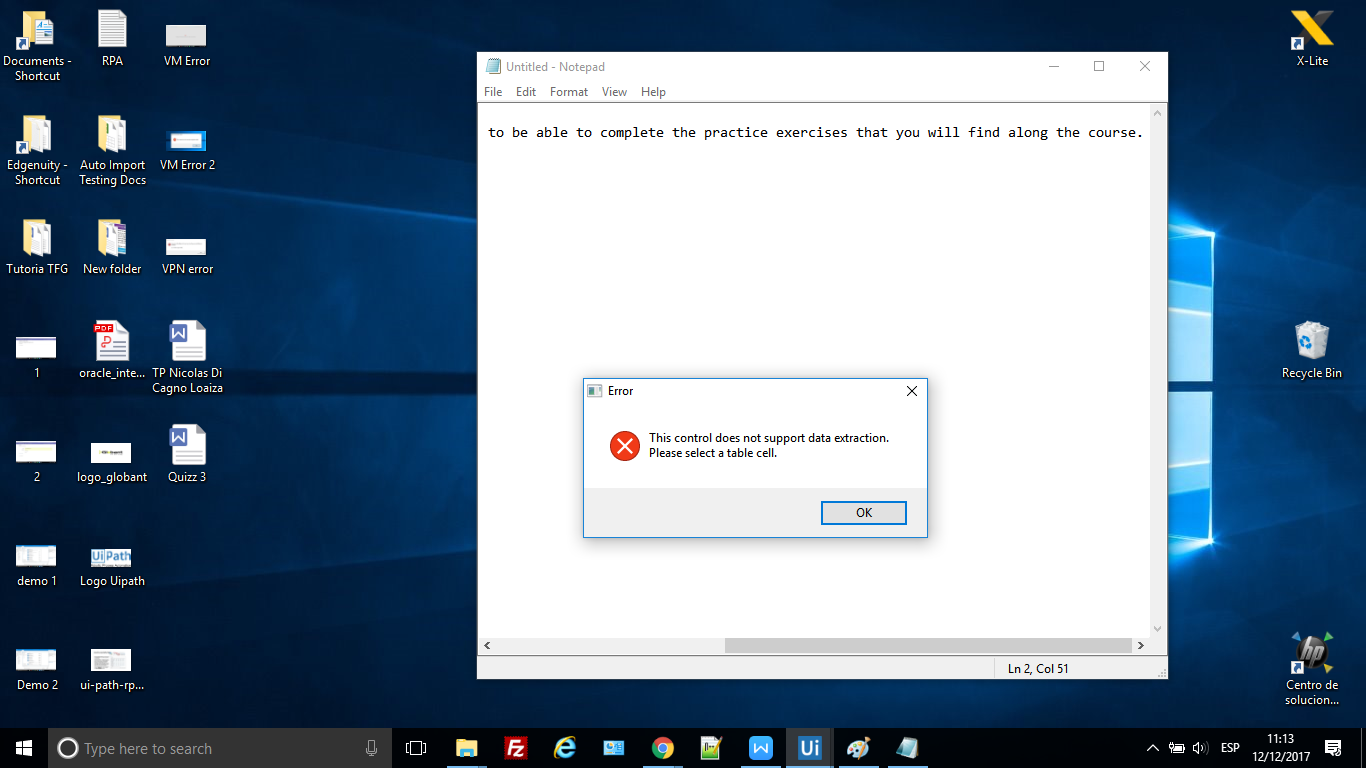 Documents -
Shortcut
RPA
VM Error
Edgenuity -
Shortcut
Auto Import
Testing Docs
VM Error 2
Tutoria TFG
New folder
VPN error
1
PDF
oracle_inte...
W
TP Nicolas Di
Cagno Loaiza
2
logo_globant
W
Quizz 3
demo 1
UiPath
Logo Uipath
Demo 2
ui-path-rp...
Untitled - Notepad
File Edit Format View Help
to be able to complete the practice exercises that you will find along the course.
Error
This control does not support data extraction.
Please select a table cell.
OK
Ln 2, Col 51
X-Lite
Recycle Bin
hp
Centro de
solucion...
Type here to search
Fz
W
Ui
ESP
11:13
12/12/2017